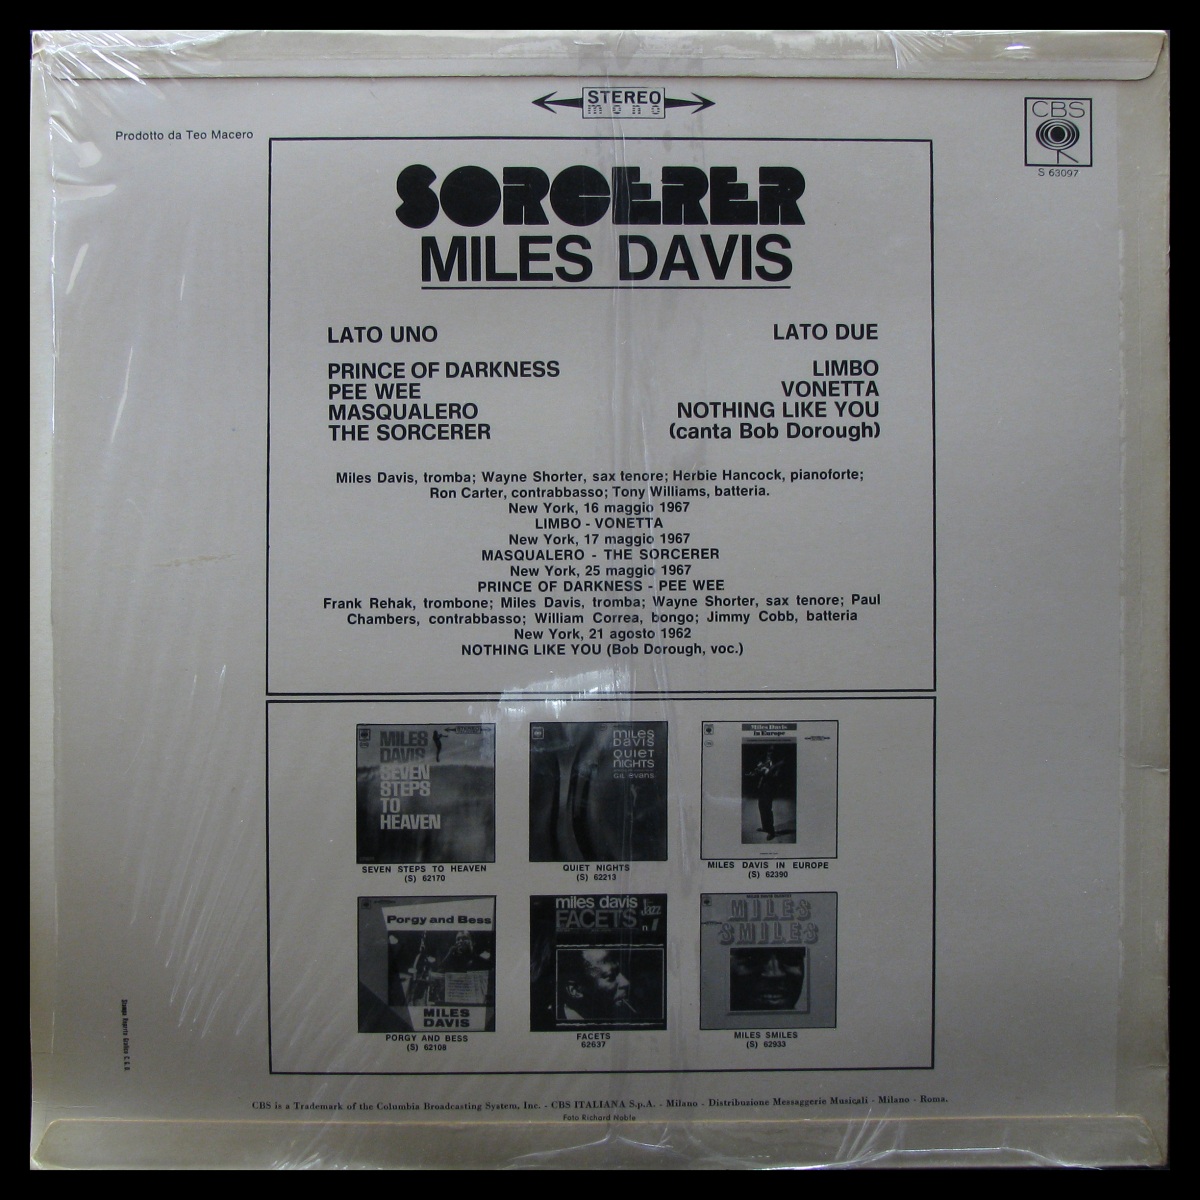 STEREO
mono
CBS
S 63097
Prodotto da Teo Macero
SORCERER
MILES DAVIS
LATO UNO
PRINCE OF DARKNESS
PEE WEE
MASQUALERO
THE SORCERER
LATO DUE
LIMBO
VONETTA
NOTHING LIKE YOU
(canta Bob Dorough)
Miles Davis, tromba; Wayne Shorter, sax tenore; Herbie Hancock, pianoforte;
Ron Carter, contrabbasso; Tony Williams, batteria.
New York, 16 maggio 1967
LIMBO - VONETTA
New York, 17 maggio 1967
MASQUALERO - THE SORCERER
New York, 25 maggio 1967
PRINCE OF DARKNESS - PEE WEE
Frank Rehak, trombone; Miles Davis, tromba; Wayne Shorter, sax tenore; Paul
Chambers, contrabbasso; William Correa, bongo; Jimmy Cobb, batteria
New York, 21 agosto 1962
NOTHING LIKE YOU (Bob Dorough, voc.)
MILES
DAVIS
SEVEN
STEPS
TO
HEAVEN
SEVEN STEPS TO HEAVEN
(S) 62170
miles
davis
quiet
nights
gil evans
QUIET NIGHTS
(S) 62213
Miles Davis
in Europe
MILES DAVIS IN EUROPE
(S) 62390
Porgy and Bess
MILES
DAVIS
PORGY AND BESS
(S) 62108
miles davis
FACETS
Jazz
n.1
FACETS
62637
MILES
SMILES
MILES SMILES
(S) 62933
CBS is a Trademark of the Columbia Broadcasting System, Inc. - CBS ITALIANA S.p.A. - Milano - Distribuzione Messaggerie Musicali - Milano - Roma.
Foto Richard Noble